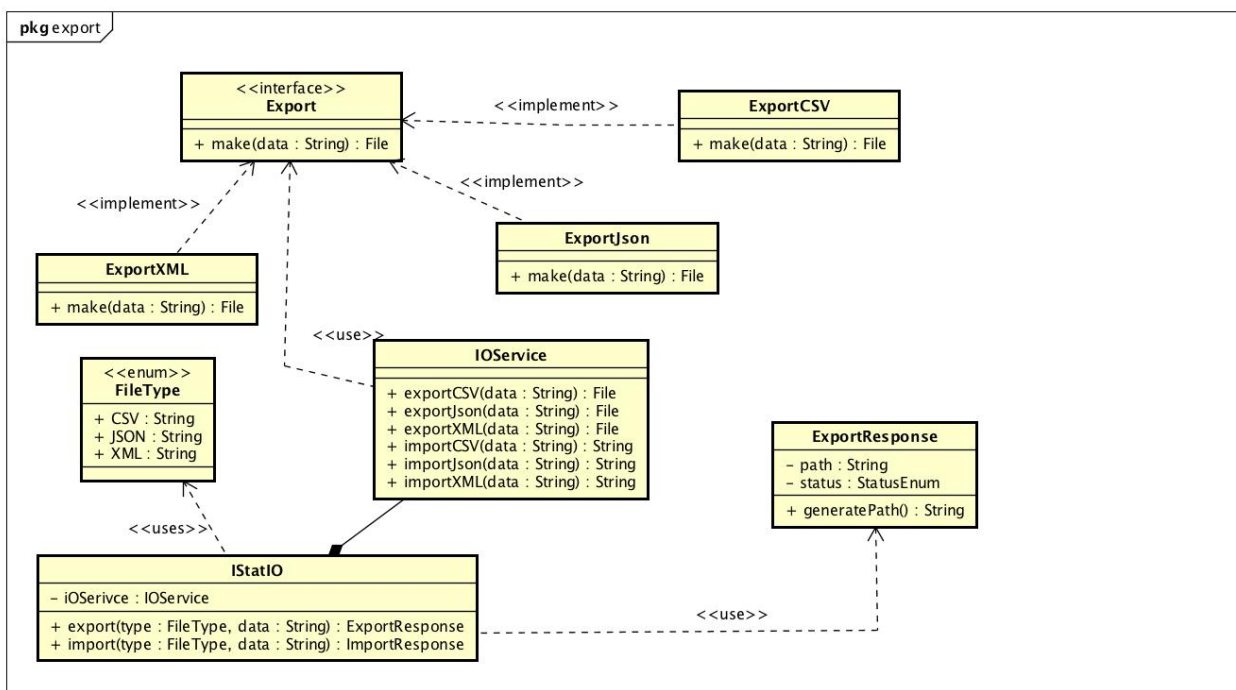 pkg export
<<interface>>
Export
+ make(data : String) : File
<<implement>>
ExportCSV
+ make(data : String) : File
<<implement>>
<<implement>>
ExportJson
+ make(data : String) : File
ExportXML
+ make(data : String) : File
<<use>>
IOService
+ exportCSV(data : String) : File
+ exportJson(data : String) : File
+ exportXML(data : String) : File
+ importCSV(data : String) : String
+ importJson(data : String) : String
+ importXML(data : String) : String
<<enum>>
FileType
+ CSV : String
+ JSON : String
+ XML : String
ExportResponse
- path : String
- status : StatusEnum
+ generatePath() : String
<<uses>>
IStatIO
- iOSerivce : IOService
+ export(type : FileType, data : String) : ExportResponse
+ import(type : FileType, data : String) : ImportResponse
<<use>>